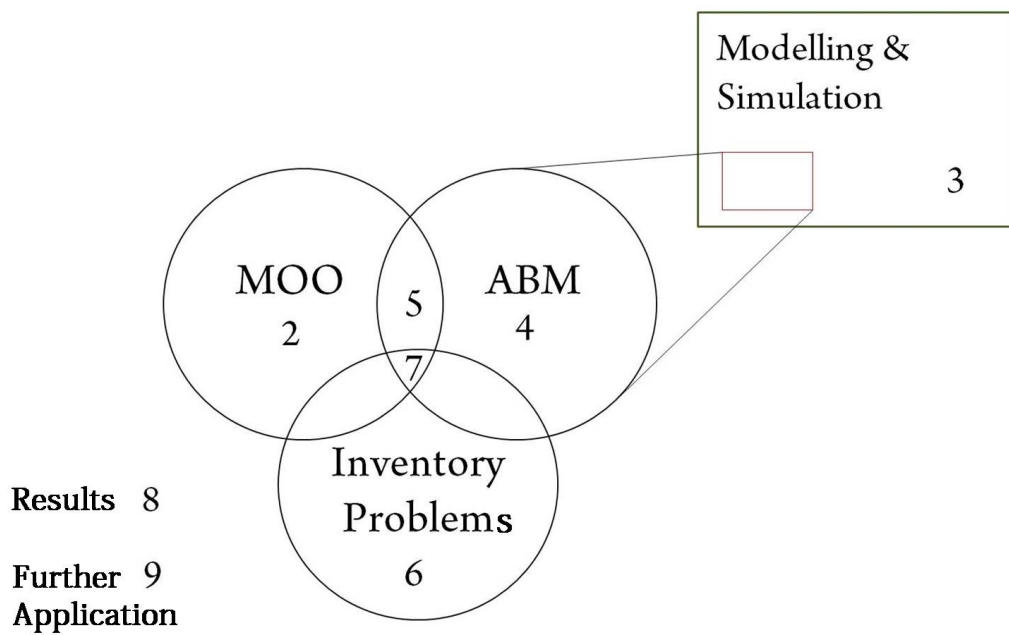 Modelling &
Simulation
3
MOO
2
5
ABM
4
7
Inventory
Problems
6
Results 8
Further 9
Application